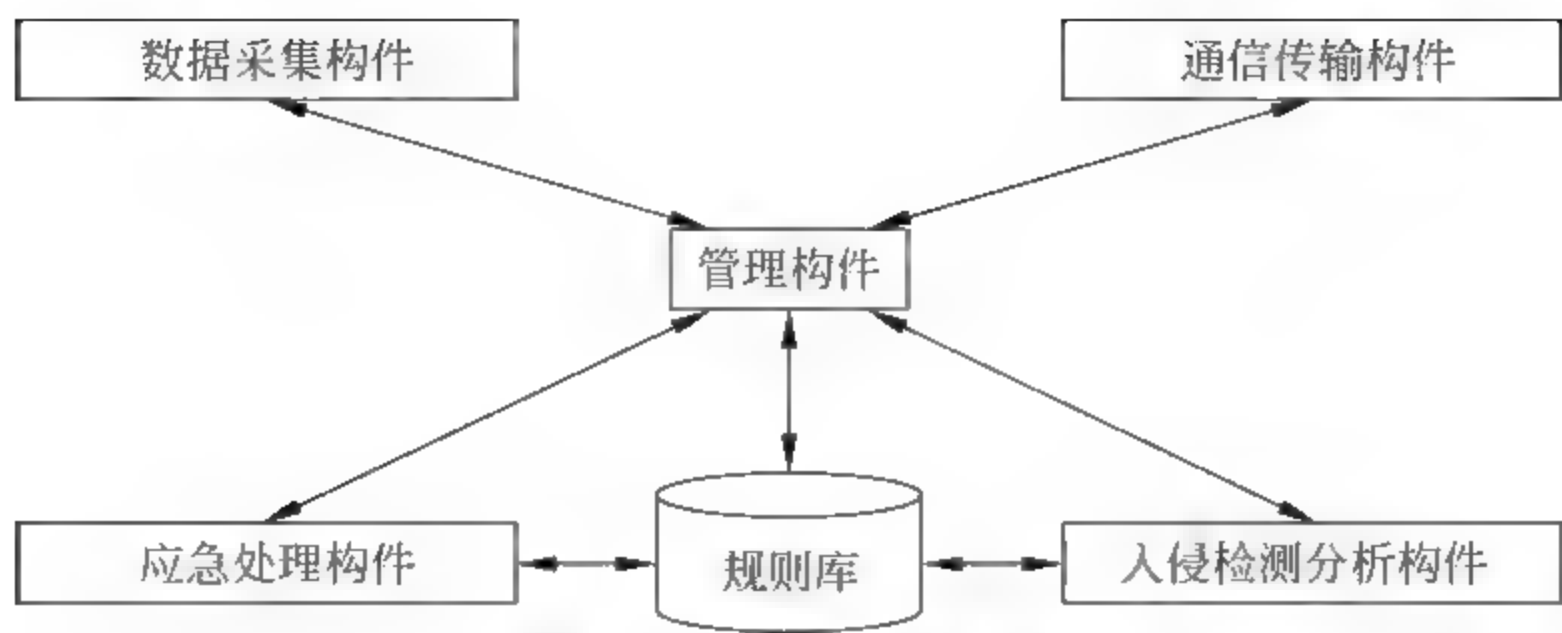 数据采集构件
通信传输构件
管理构件
应急处理构件
规则库
入侵检测分析构件